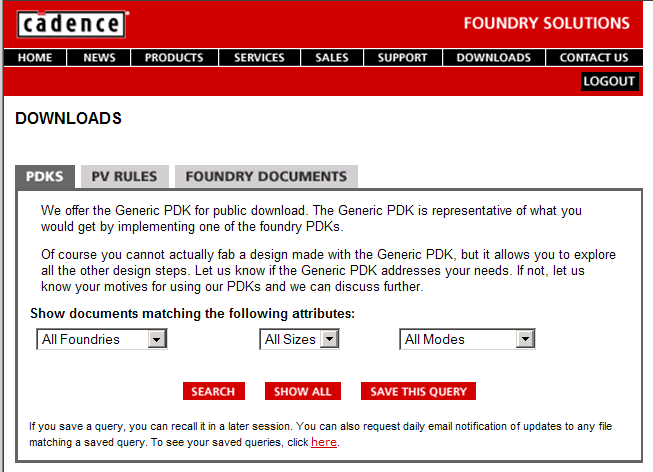 cādence
FOUNDRY SOLUTIONS
HOME NEWS PRODUCTS SERVICES SALES SUPPORT DOWNLOADS CONTACT US
LOGOUT
DOWNLOADS
PDKS PV RULES FOUNDRY DOCUMENTS
We offer the Generic PDK for public download. The Generic PDK is representative of what you
would get by implementing one of the foundry PDKs.
Of course you cannot actually fab a design made with the Generic PDK, but it allows you to explore
all the other design steps. Let us know if the Generic PDK addresses your needs. If not, let us
know your motives for using our PDKs and we can discuss further.
Show documents matching the following attributes:
All Foundries All Sizes All Modes
SEARCH SHOW ALL SAVE THIS QUERY
If you save a query, you can recall it in a later session. You can also request daily email notification of updates to any file
matching a saved query. To see your saved queries, click here.